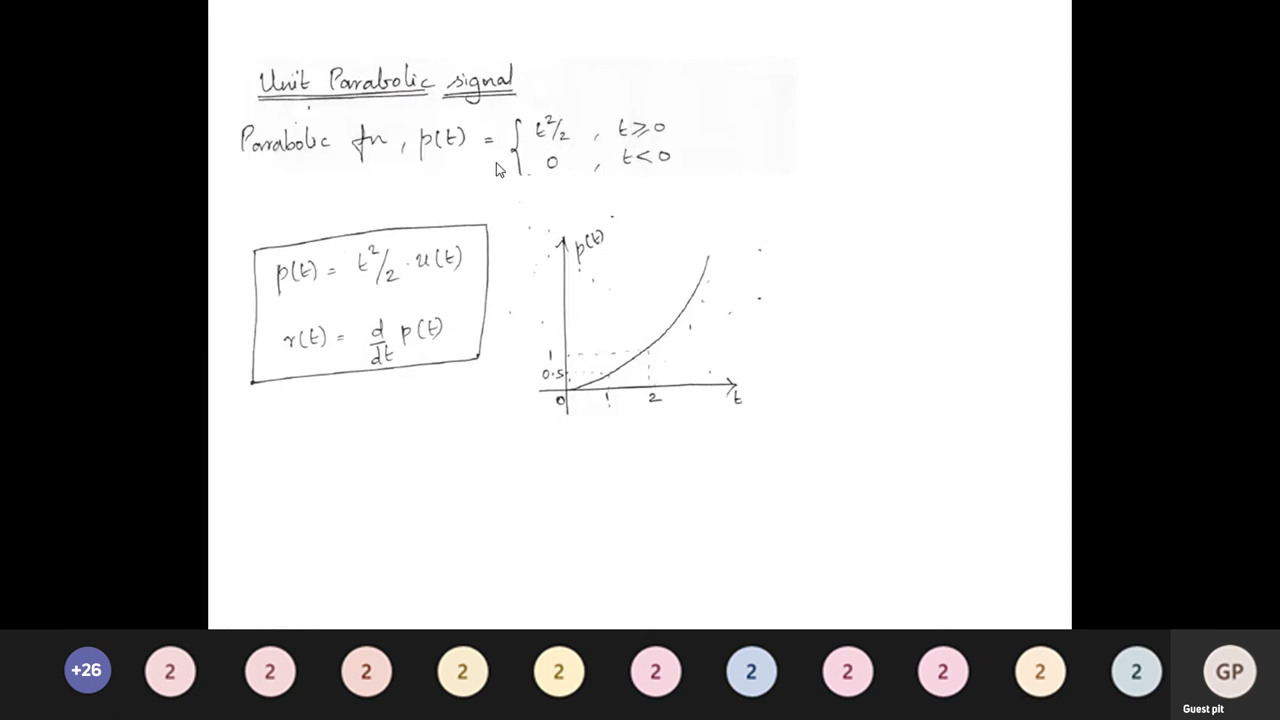 Unit Parabolic signal
Parabolic fn, p(t) = { t²/2 , t≥0
0 , t<0
p(t) = t²/2 · u(t)
r(t) = d/dt p(t)
p(t)
1
0.5
0 1 2 t
+26 2 2 2 2 2 2 2 2 2 2 2 GP
Guest pit